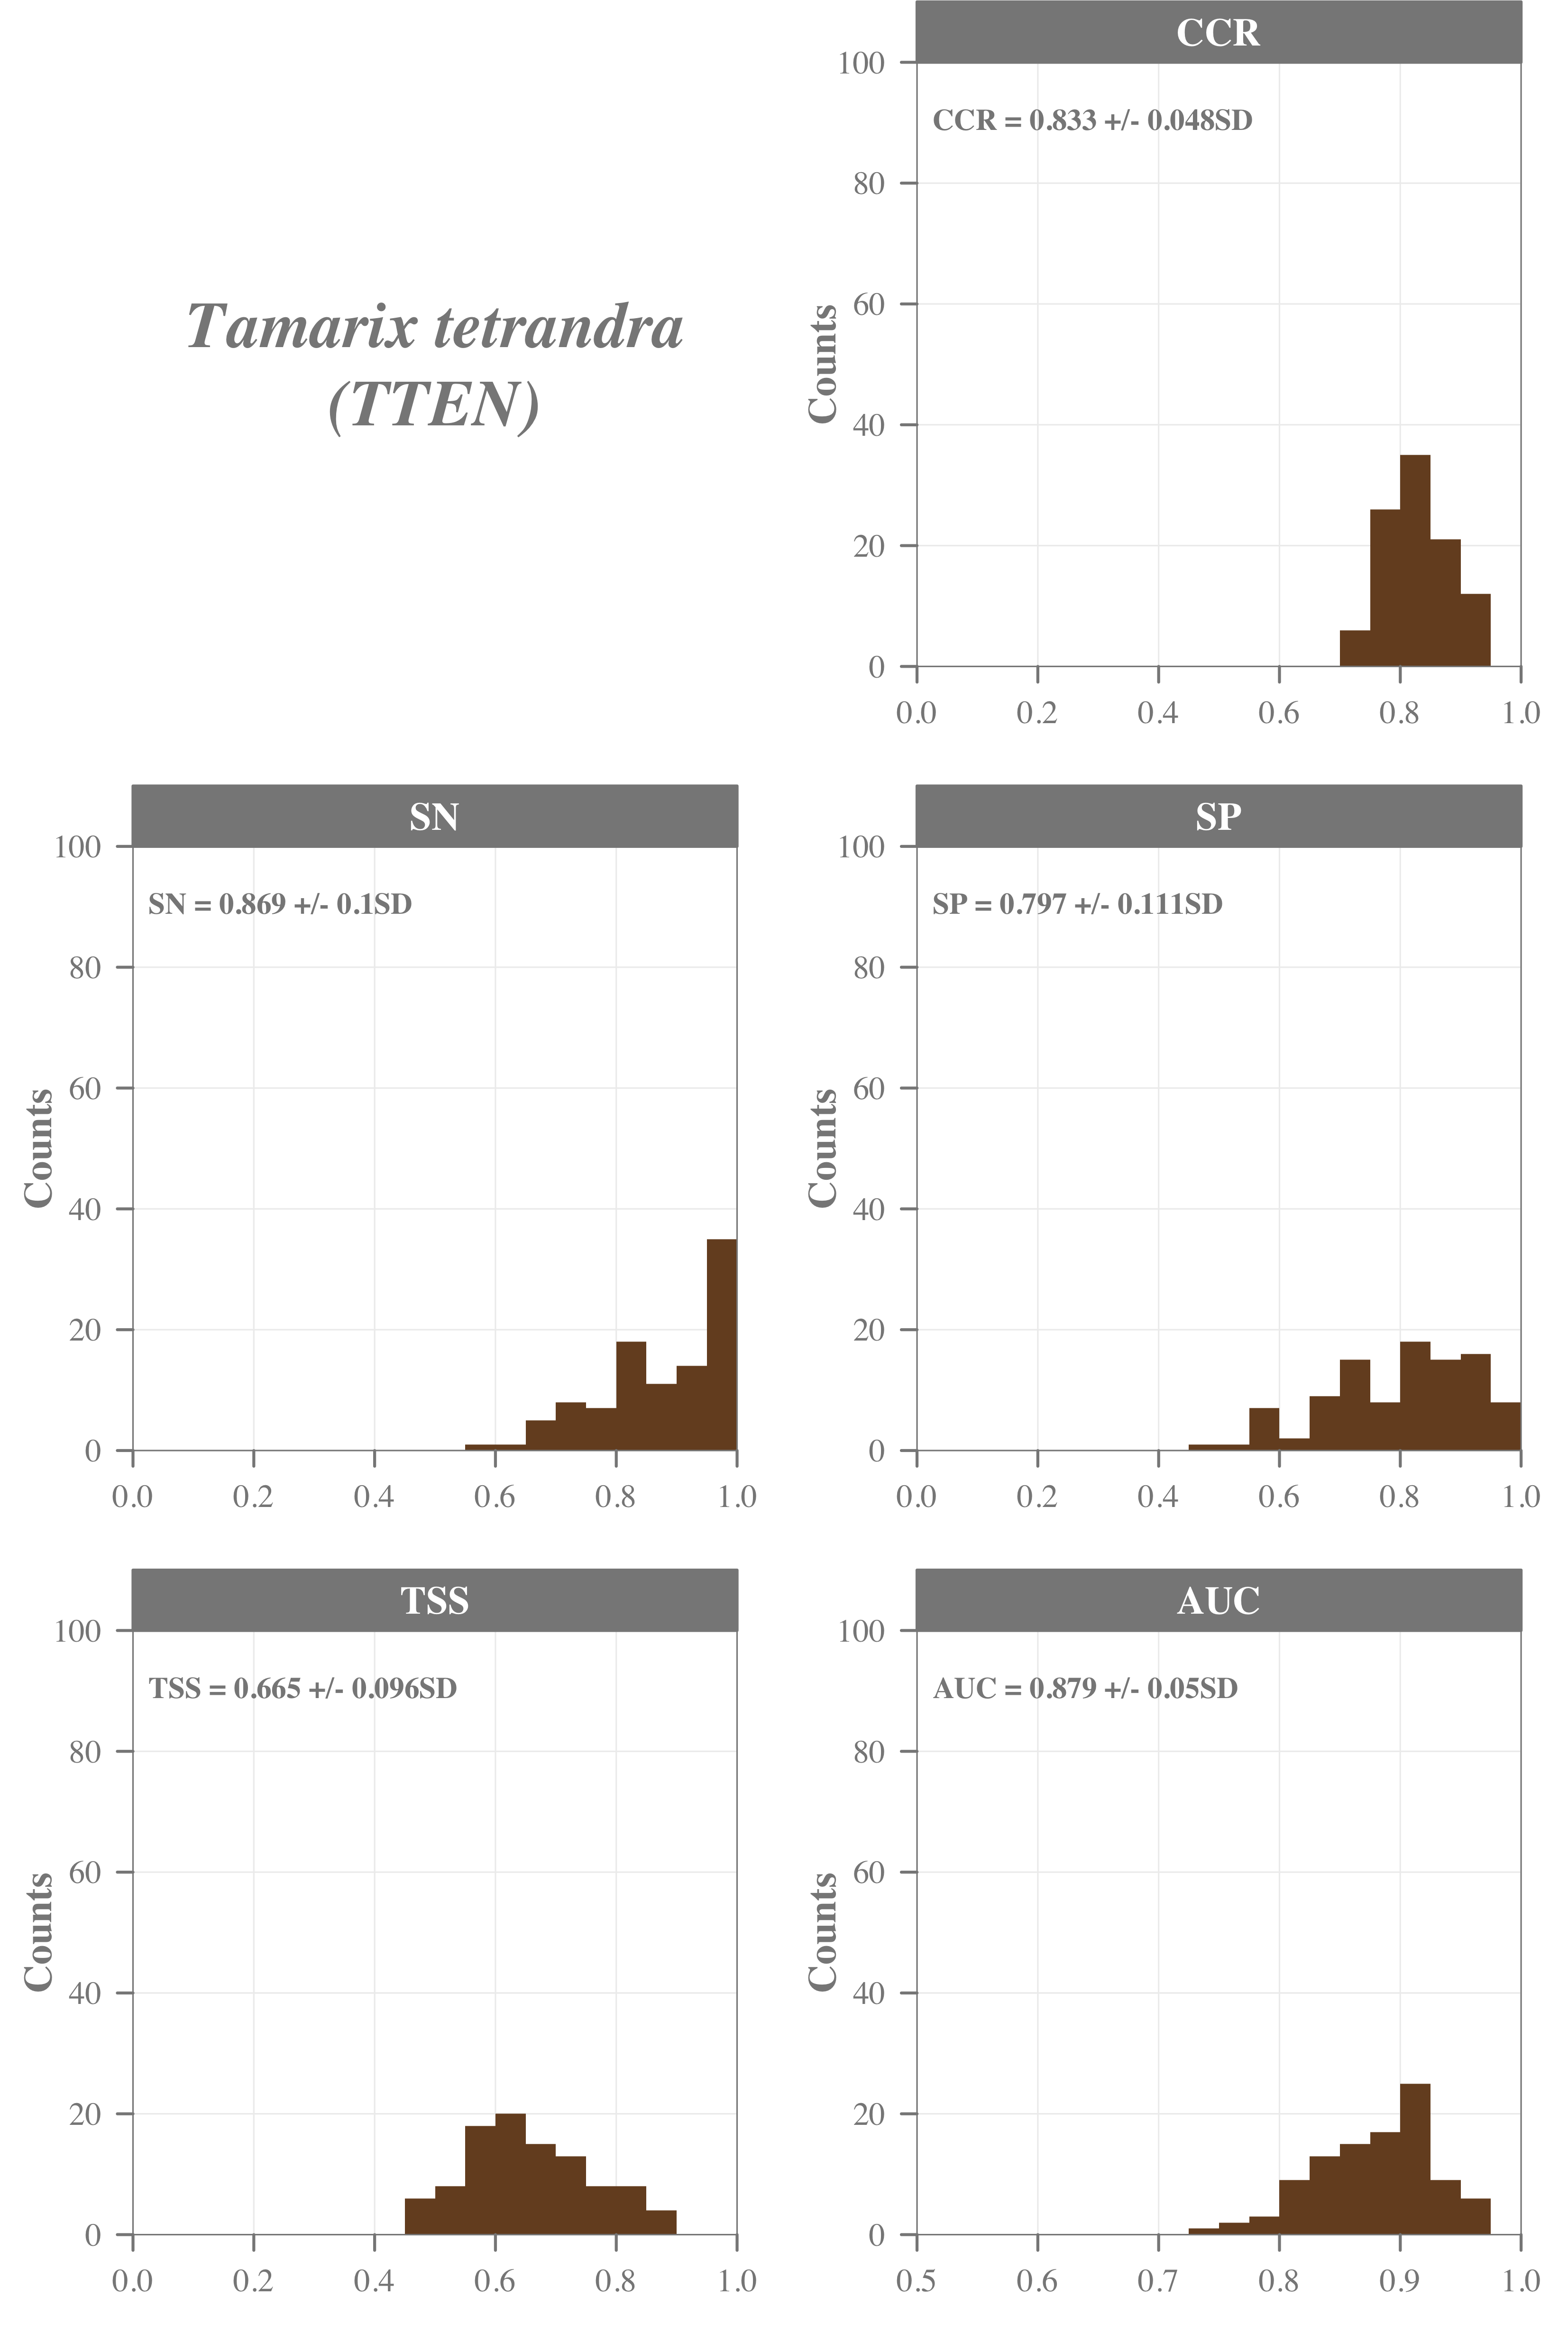 Tamarix tetrandra
(TTEN)
CCR
CCR = 0.833 +/- 0.048SD
Counts
100
80
60
40
20
0
0.0 0.2 0.4 0.6 0.8 1.0
SN
SN = 0.869 +/- 0.1SD
Counts
100
80
60
40
20
0
0.0 0.2 0.4 0.6 0.8 1.0
SP
SP = 0.797 +/- 0.111SD
Counts
100
80
60
40
20
0
0.0 0.2 0.4 0.6 0.8 1.0
TSS
TSS = 0.665 +/- 0.096SD
Counts
100
80
60
40
20
0
0.0 0.2 0.4 0.6 0.8 1.0
AUC
AUC = 0.879 +/- 0.05SD
Counts
100
80
60
40
20
0
0.5 0.6 0.7 0.8 0.9 1.0